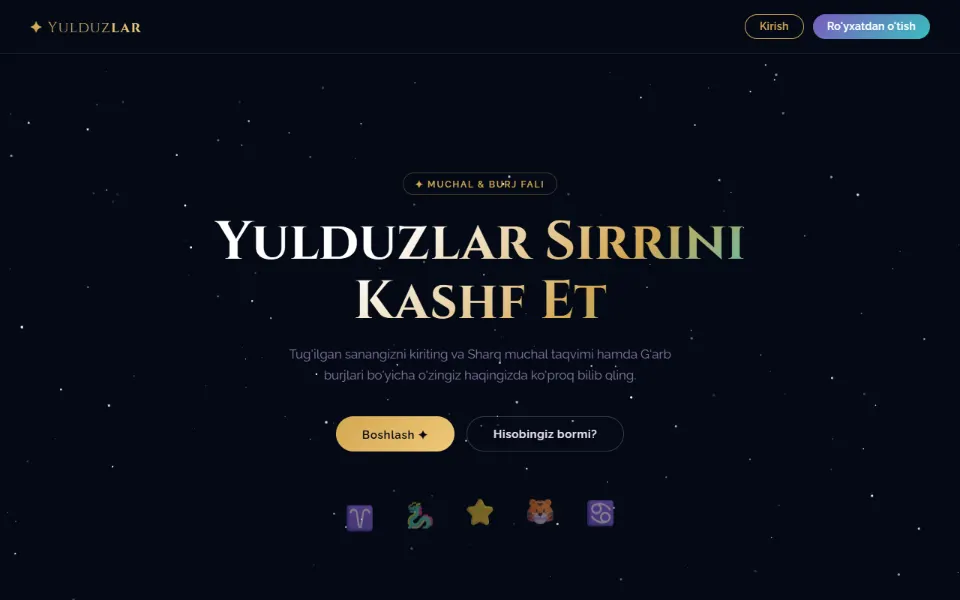 ✦ YULDUZLAR
Kirish
Ro'yxatdan o'tish
✦ MUCHAL & BURJ FALI
YULDUZLAR SIRRINI
KASHF ET
Tug'ilgan sanangizni kiriting va Sharq muchal taqvimi hamda G'arb
burjlari bo'yicha o'zingiz haqingizda ko'proq bilib oling.
Boshlash ✦
Hisobingiz bormi?